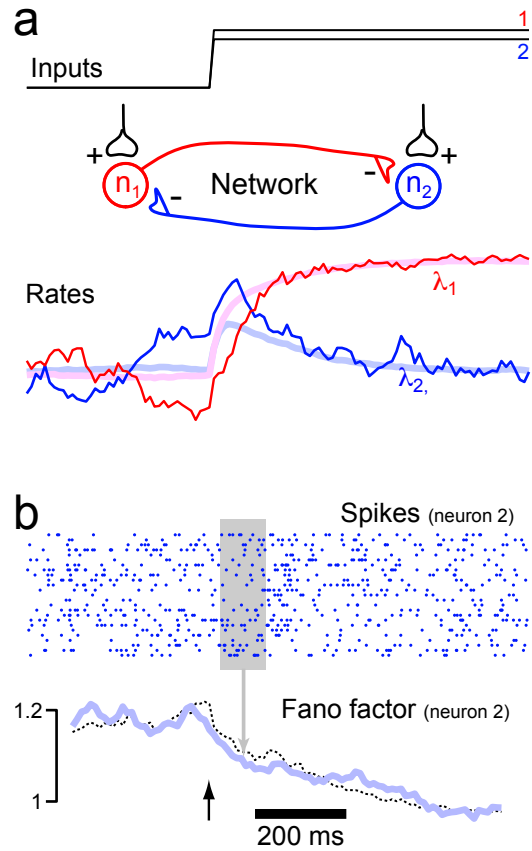 a
1
2
Inputs
+ +
n1 Network n2
- -
Rates
λ1
λ2,
b
Spikes (neuron 2)
Fano factor (neuron 2)
1.2
1
200 ms